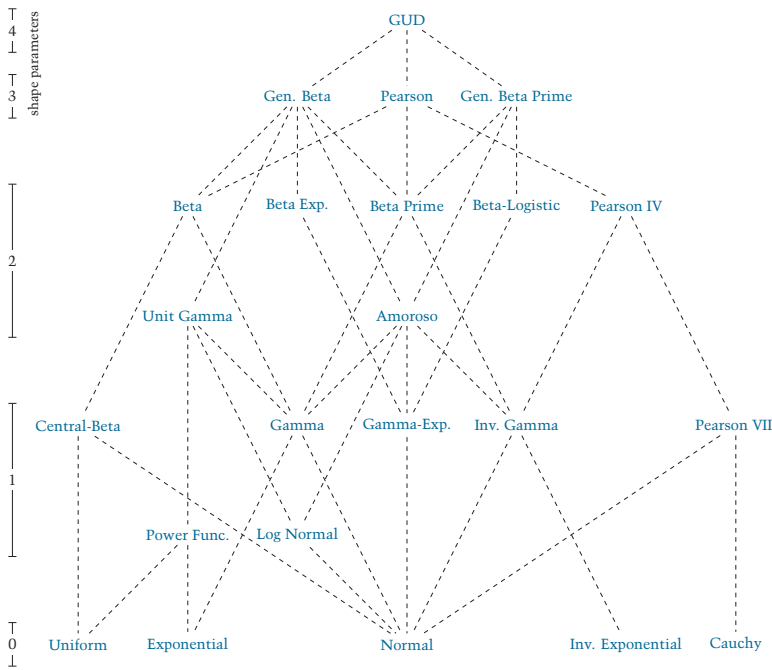 GUD
4
shape parameters
3
Gen. Beta
Pearson
Gen. Beta Prime
Beta
Beta Exp.
Beta Prime
Beta-Logistic
Pearson IV
2
Unit Gamma
Amoroso
Central-Beta
Gamma
Gamma-Exp.
Inv. Gamma
Pearson VII
1
Power Func.
Log Normal
0
Uniform
Exponential
Normal
Inv. Exponential
Cauchy